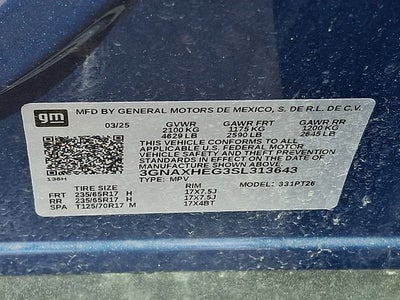 gm
MFD BY GENERAL MOTORS DE MEXICO, S. DE R.L. DE C.V.
03/25 GVWR GAWR FRT GAWR RR
2100 KG 1175 KG 1200 KG
4629 LB 2590 LB 2645 LB
THIS VEHICLE CONFORMS TO ALL
APPLICABLE U.S. FEDERAL MOTOR
VEHICLE SAFETY AND THEFT PREVENTION
STANDARDS IN EFFECT ON THE DATE OF
MANUFACTURE SHOWN ABOVE
3GNAXHEG3SL313643
TYPE: MPV MODEL: 331PT26
136H
TIRE SIZE RIM
FRT 235/65R17 H 17X7.5J
RR 235/65R17 H 17X7.5J
SPA T125/70R17 M 17X4BT